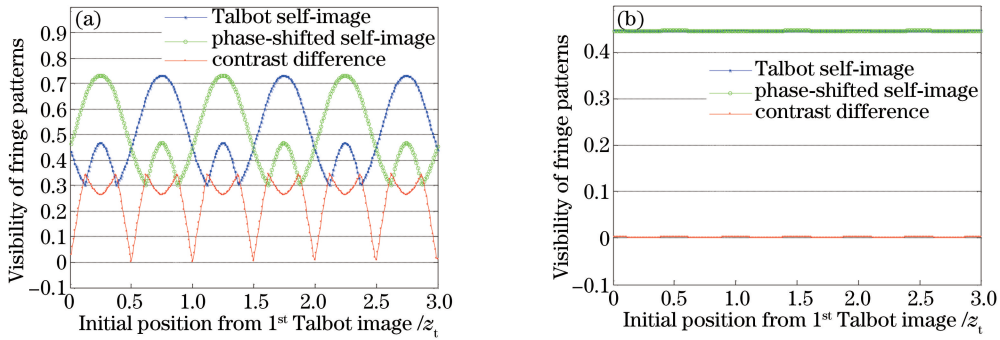 (a)
Talbot self-image
phase-shifted self-image
contrast difference
Visibility of fringe patterns
0.9
0.8
0.7
0.6
0.5
0.4
0.3
0.2
0.1
0
−0.1
0 0.5 1.0 1.5 2.0 2.5 3.0
Initial position from 1st Talbot image /zt
(b)
Talbot self-image
phase-shifted self-image
contrast difference
Visibility of fringe patterns
0.4
0.3
0.2
0.1
0
−0.1
0 0.5 1.0 1.5 2.0 2.5 3.0
Initial position from 1st Talbot image /zt